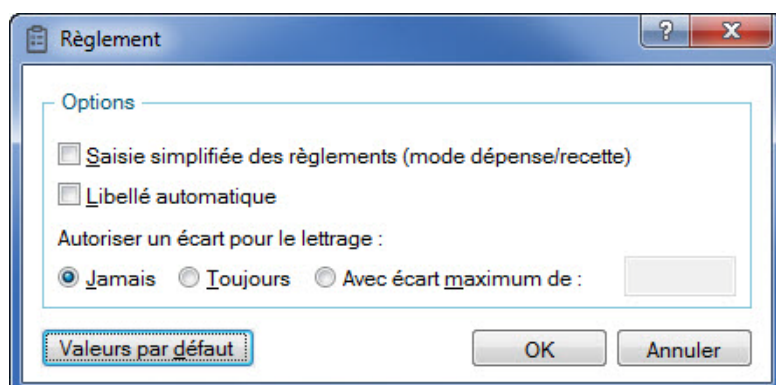 Règlement
Options
Saisie simplifiée des règlements (mode dépense/recette)
Libellé automatique
Autoriser un écart pour le lettrage :
Jamais Toujours Avec écart maximum de :
Valeurs par défaut OK Annuler